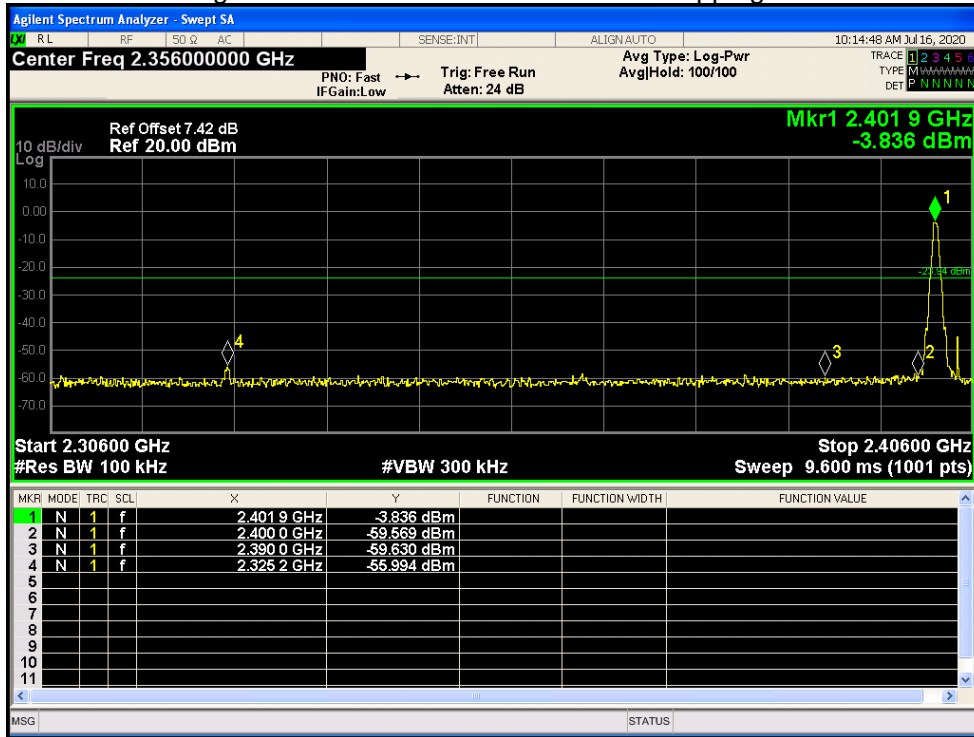 Agilent Spectrum Analyzer - Swept SA
LXI RL RF 50 Ω AC SENSE:INT ALIGN AUTO 10:14:48 AM Jul 16, 2020
Center Freq 2.356000000 GHz
PNO: Fast
IFGain:Low
Trig: Free Run
Atten: 24 dB
Avg Type: Log-Pwr
Avg|Hold: 100/100
TRACE 1 2 3 4 5 6
TYPE M
DET P N N N N N
Mkr1 2.401 9 GHz
-3.836 dBm
Ref Offset 7.42 dB
10 dB/div Ref 20.00 dBm
Log
10.0
0.00
-10.0
-20.0
-30.0
-40.0
-50.0
-60.0
-70.0
1
dBm
4
3
2
Start 2.30600 GHz Stop 2.40600 GHz
#Res BW 100 kHz #VBW 300 kHz Sweep 9.600 ms (1001 pts)
MKR MODE TRC SCL X Y FUNCTION FUNCTION WIDTH FUNCTION VALUE
1 N 1 f 2.401 9 GHz -3.836 dBm
2 N 1 f 2.400 0 GHz -59.569 dBm
3 N 1 f 2.390 0 GHz -59.630 dBm
4 N 1 f 2.325 2 GHz -55.994 dBm
5
6
7
8
9
10
11
MSG STATUS